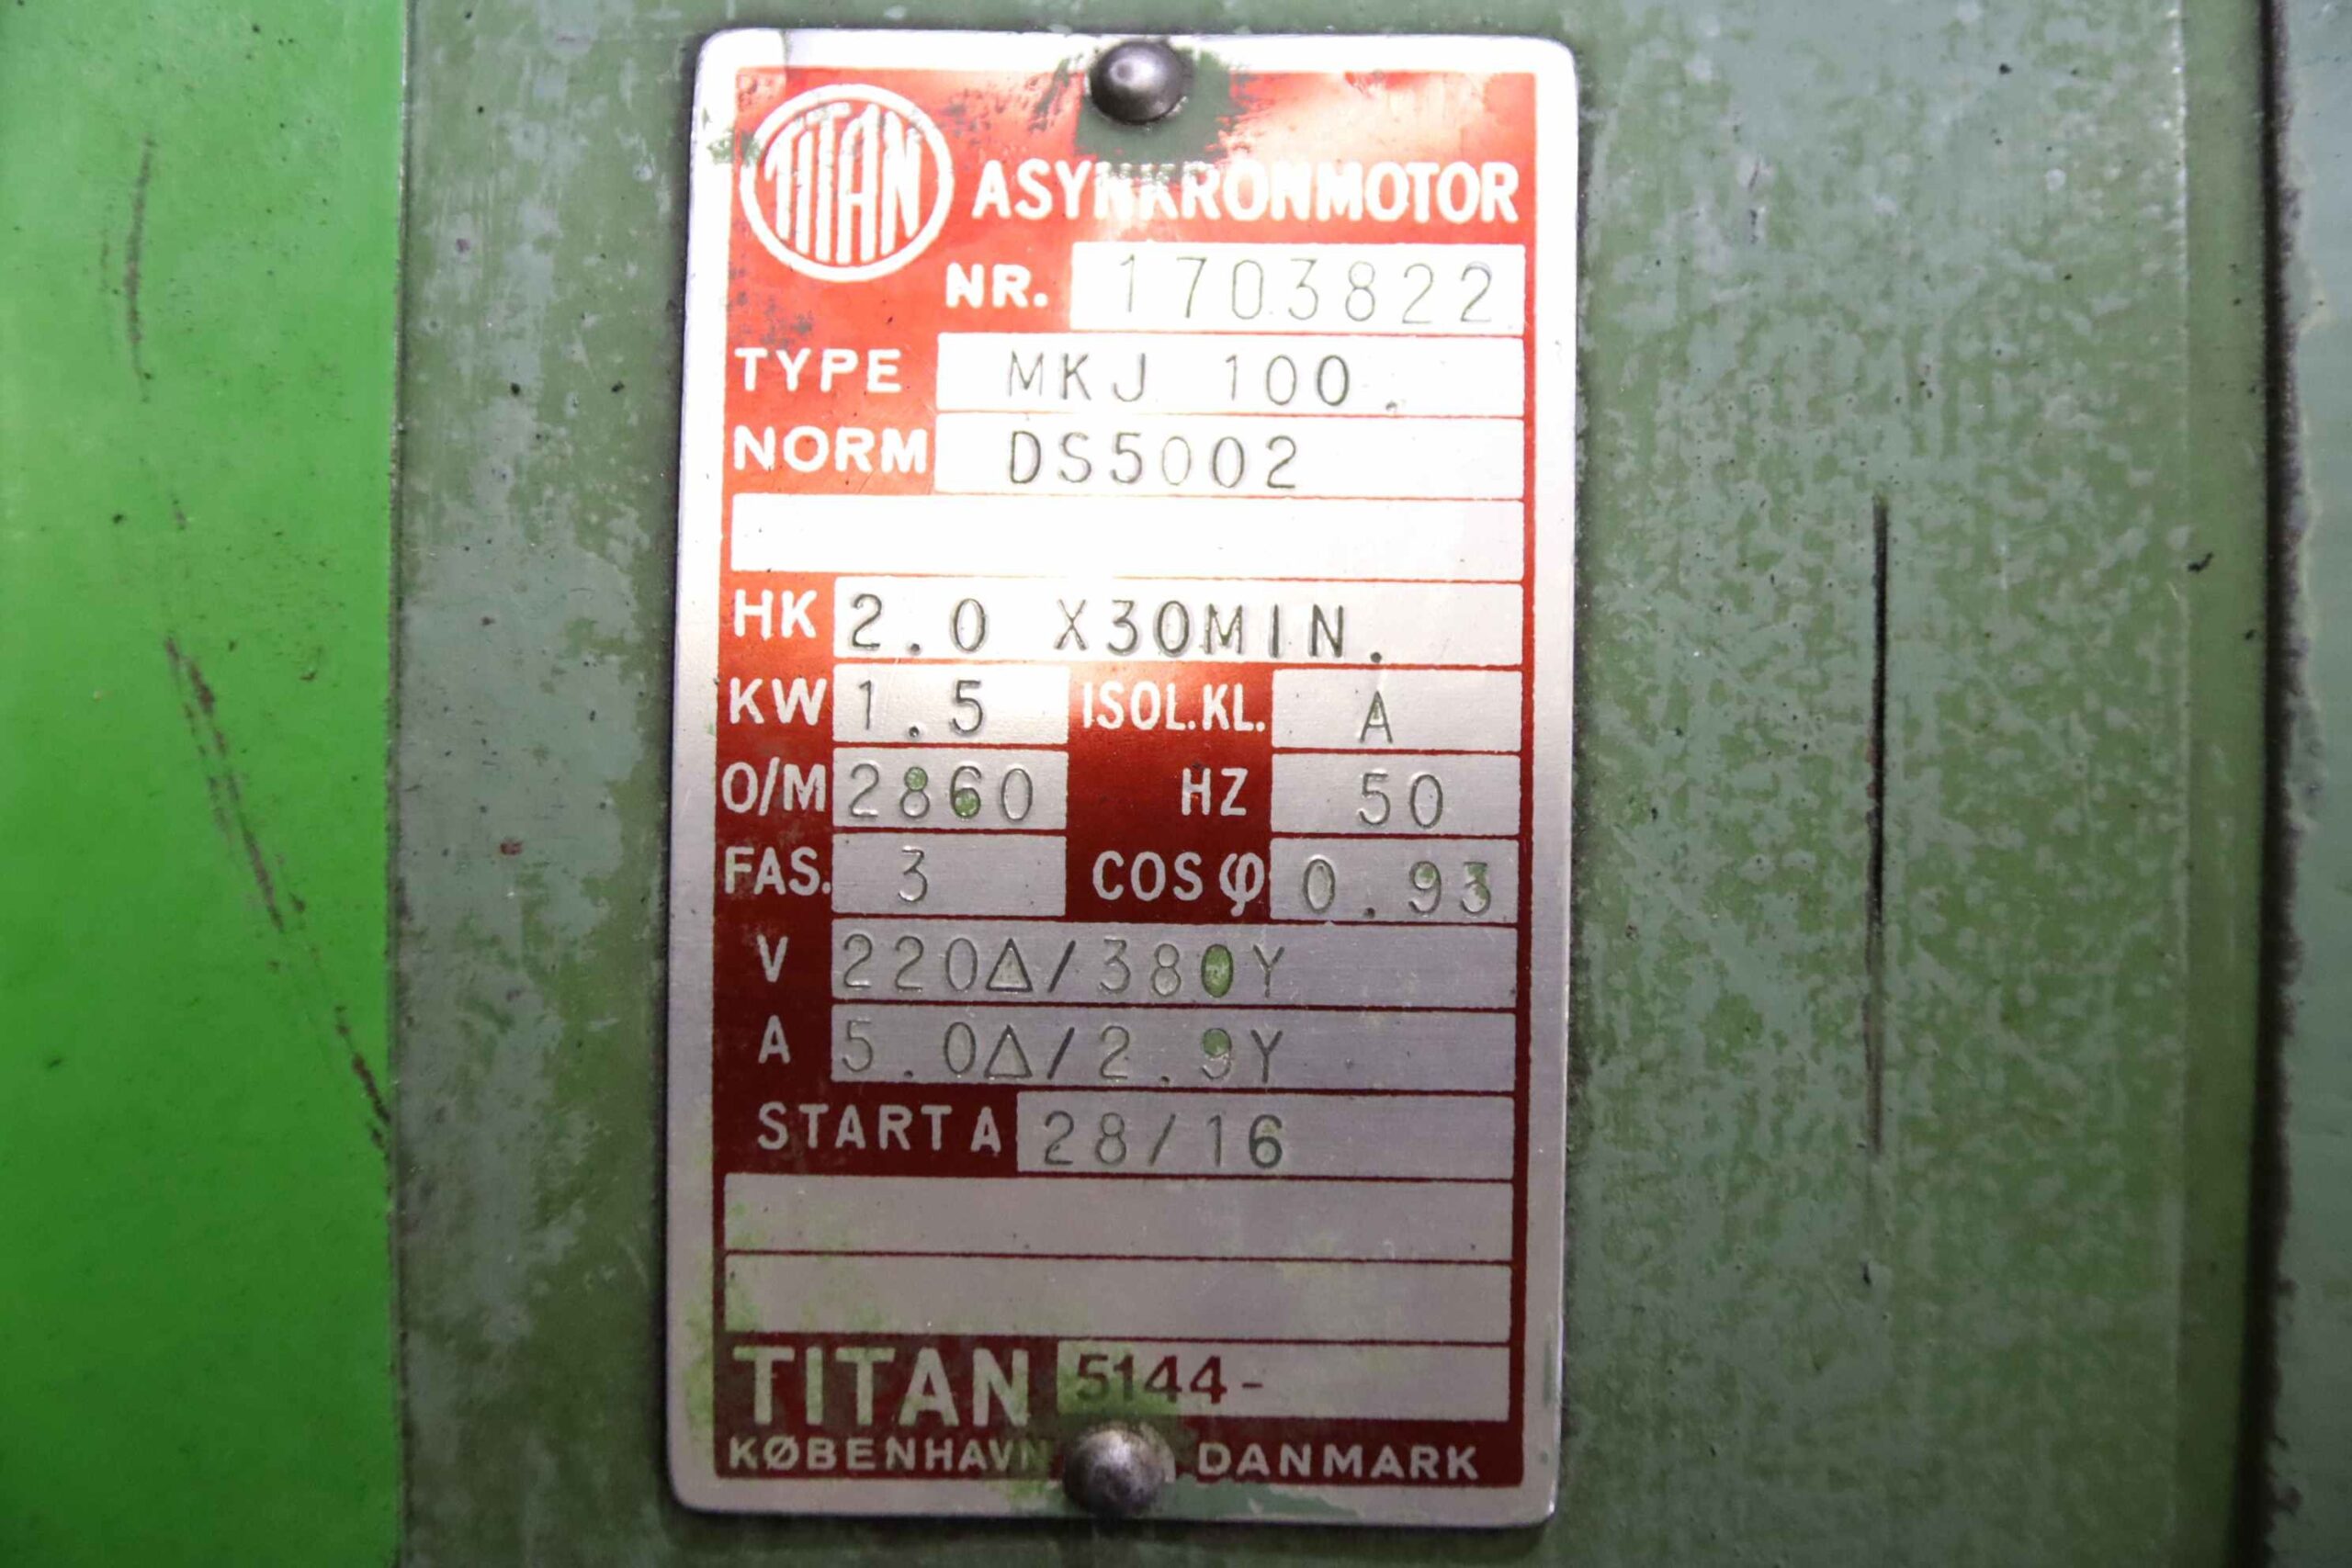 TITAN ASYNKRONMOTOR
NR. 1703822
TYPE MKJ 100.
NORM DS5002
HK 2.0 X30MIN.
KW 1.5 ISOL.KL. A
O/M 2860 HZ 50
FAS. 3 COS φ 0.93
V 220Δ/380Y
A 5.0Δ/2.9Y
START A 28/16
TITAN 5144-
KØBENHAVN DANMARK